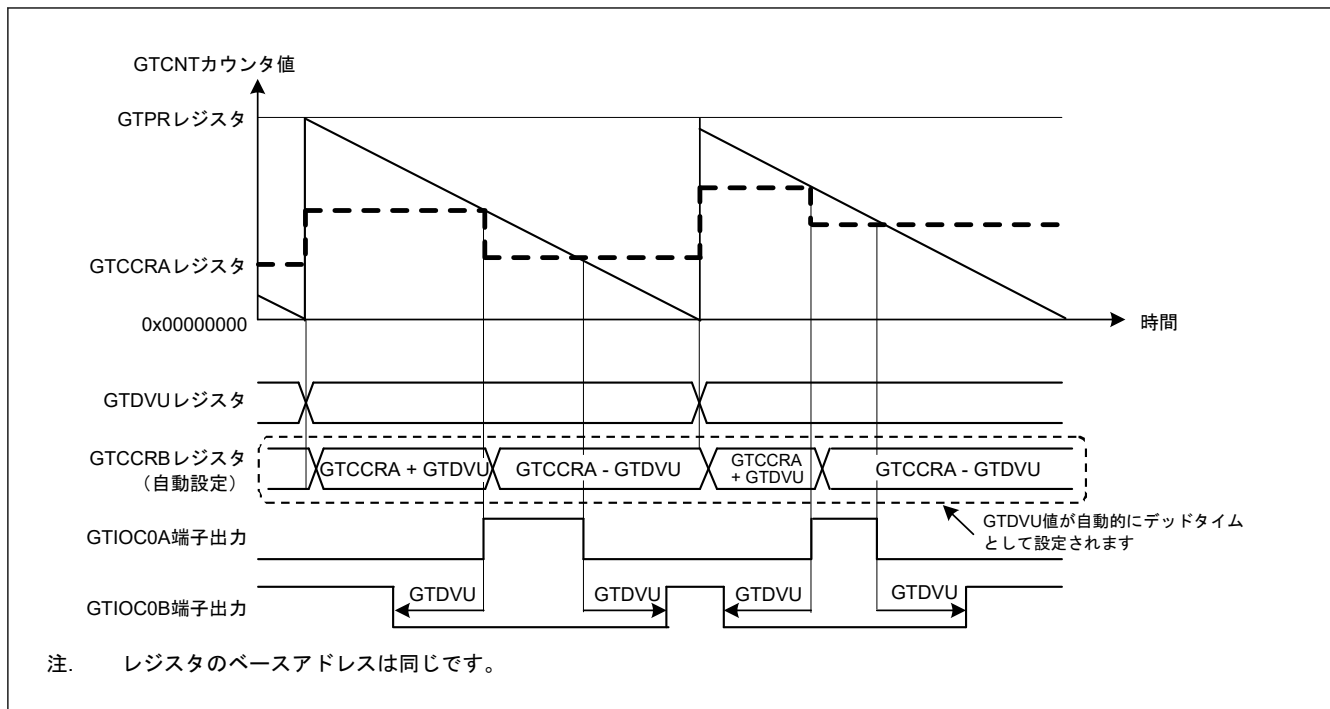 GTCNTカウンタ値
GTPRレジスタ
GTCCRAレジスタ
0x00000000
時間
GTDVUレジスタ
GTCCRBレジスタ
（自動設定）
GTCCRA + GTDVU
GTCCRA - GTDVU
GTCCRA
+ GTDVU
GTCCRA - GTDVU
GTDVU値が自動的にデッドタイム
として設定されます
GTIOC0A端子出力
GTIOC0B端子出力
GTDVU
GTDVU
GTDVU
GTDVU
注. レジスタのベースアドレスは同じです。